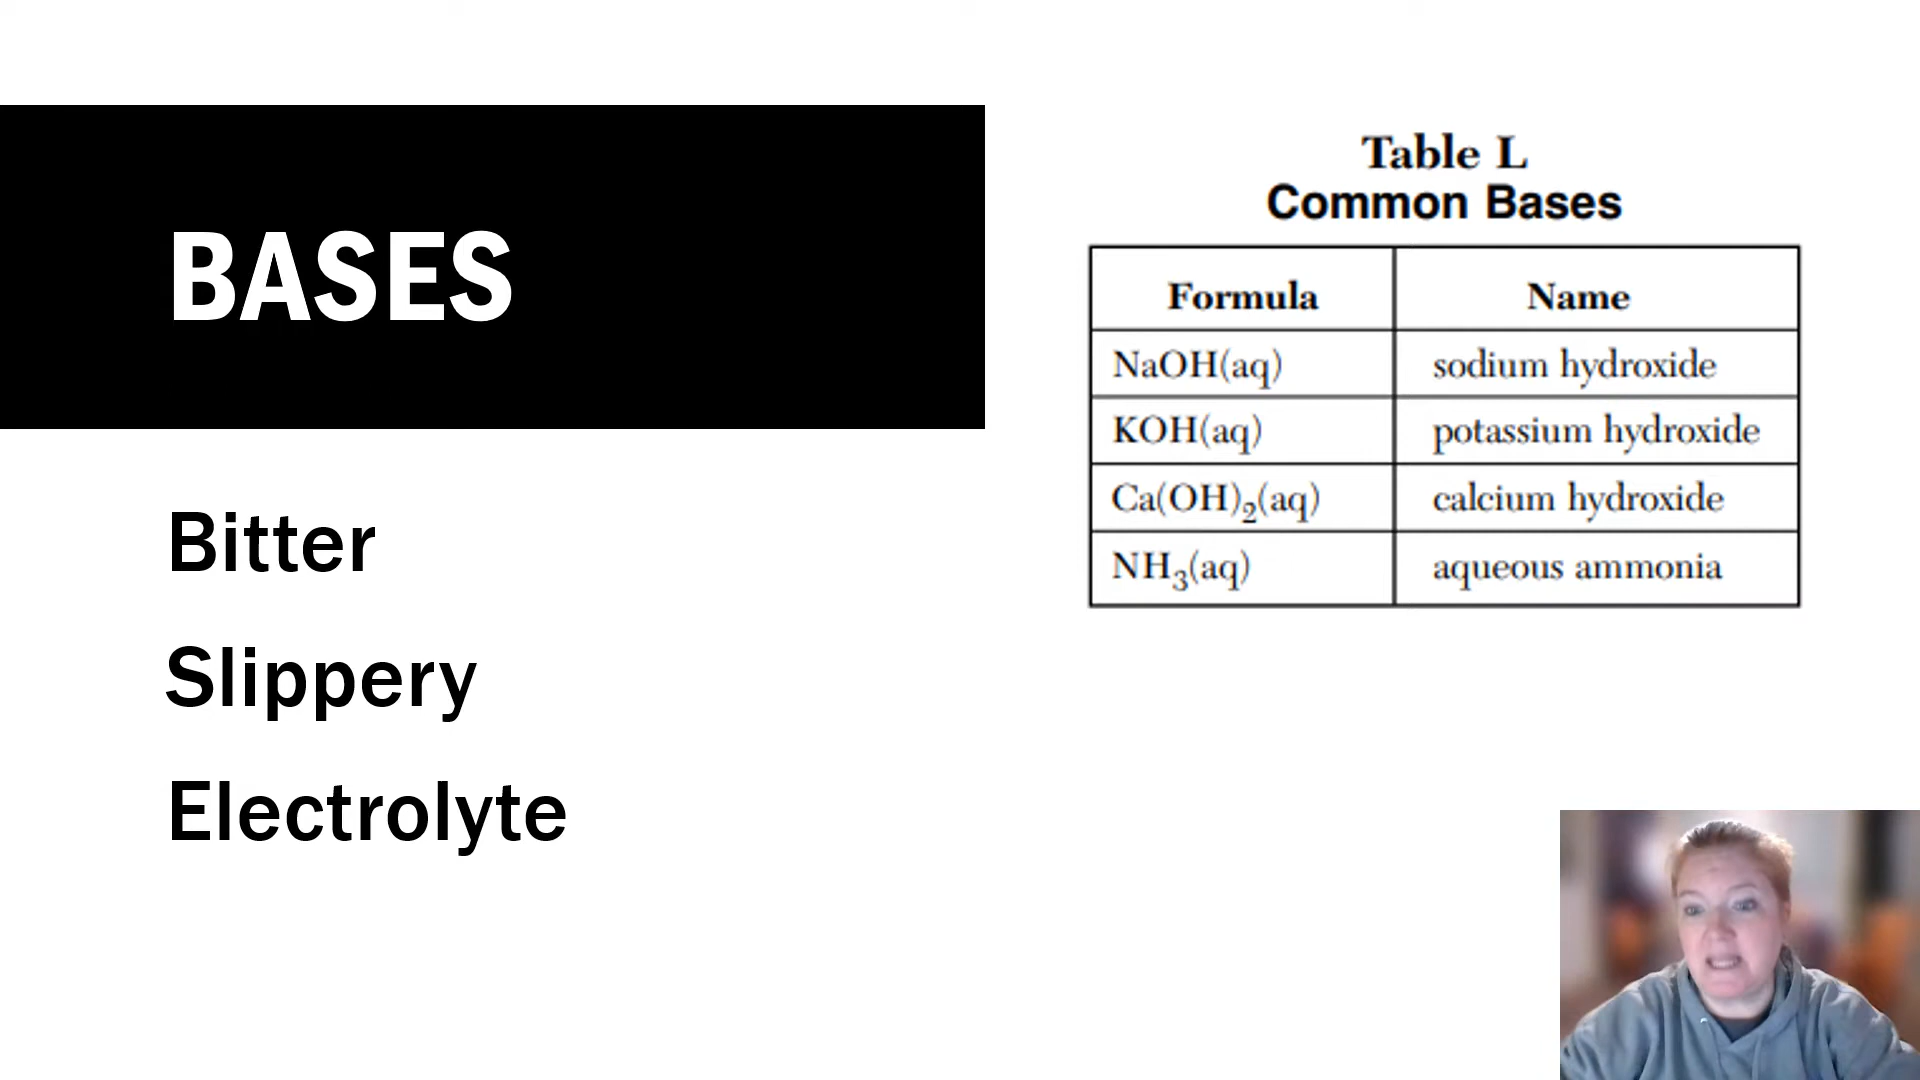 BASES
Bitter
Slippery
Electrolyte
Table L
Common Bases
Formula Name
NaOH(aq) sodium hydroxide
KOH(aq) potassium hydroxide
Ca(OH)₂(aq) calcium hydroxide
NH₃(aq) aqueous ammonia